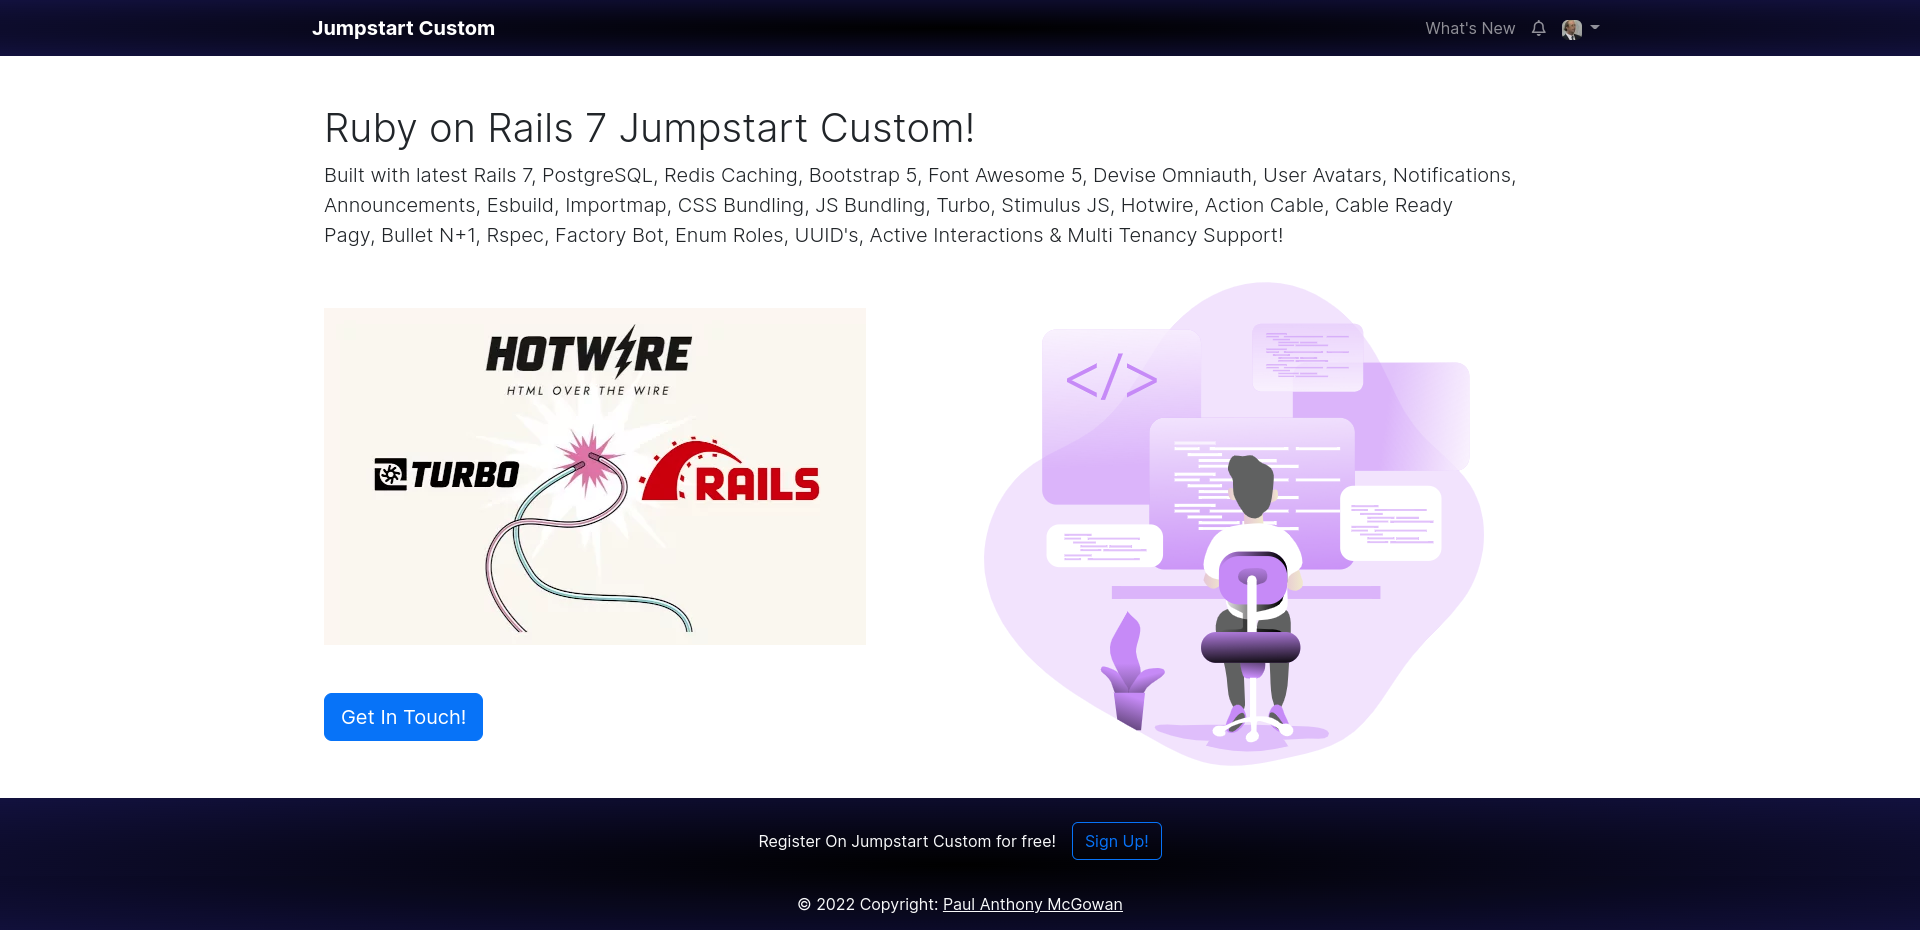 Jumpstart Custom
What's New
Ruby on Rails 7 Jumpstart Custom!
Built with latest Rails 7, PostgreSQL, Redis Caching, Bootstrap 5, Font Awesome 5, Devise Omniauth, User Avatars, Notifications,
Announcements, Esbuild, Importmap, CSS Bundling, JS Bundling, Turbo, Stimulus JS, Hotwire, Action Cable, Cable Ready
Pagy, Bullet N+1, Rspec, Factory Bot, Enum Roles, UUID's, Active Interactions & Multi Tenancy Support!
HOTWIRE
HTML OVER THE WIRE
TURBO
RAILS
</>
Get In Touch!
Register On Jumpstart Custom for free!
Sign Up!
© 2022 Copyright: Paul Anthony McGowan